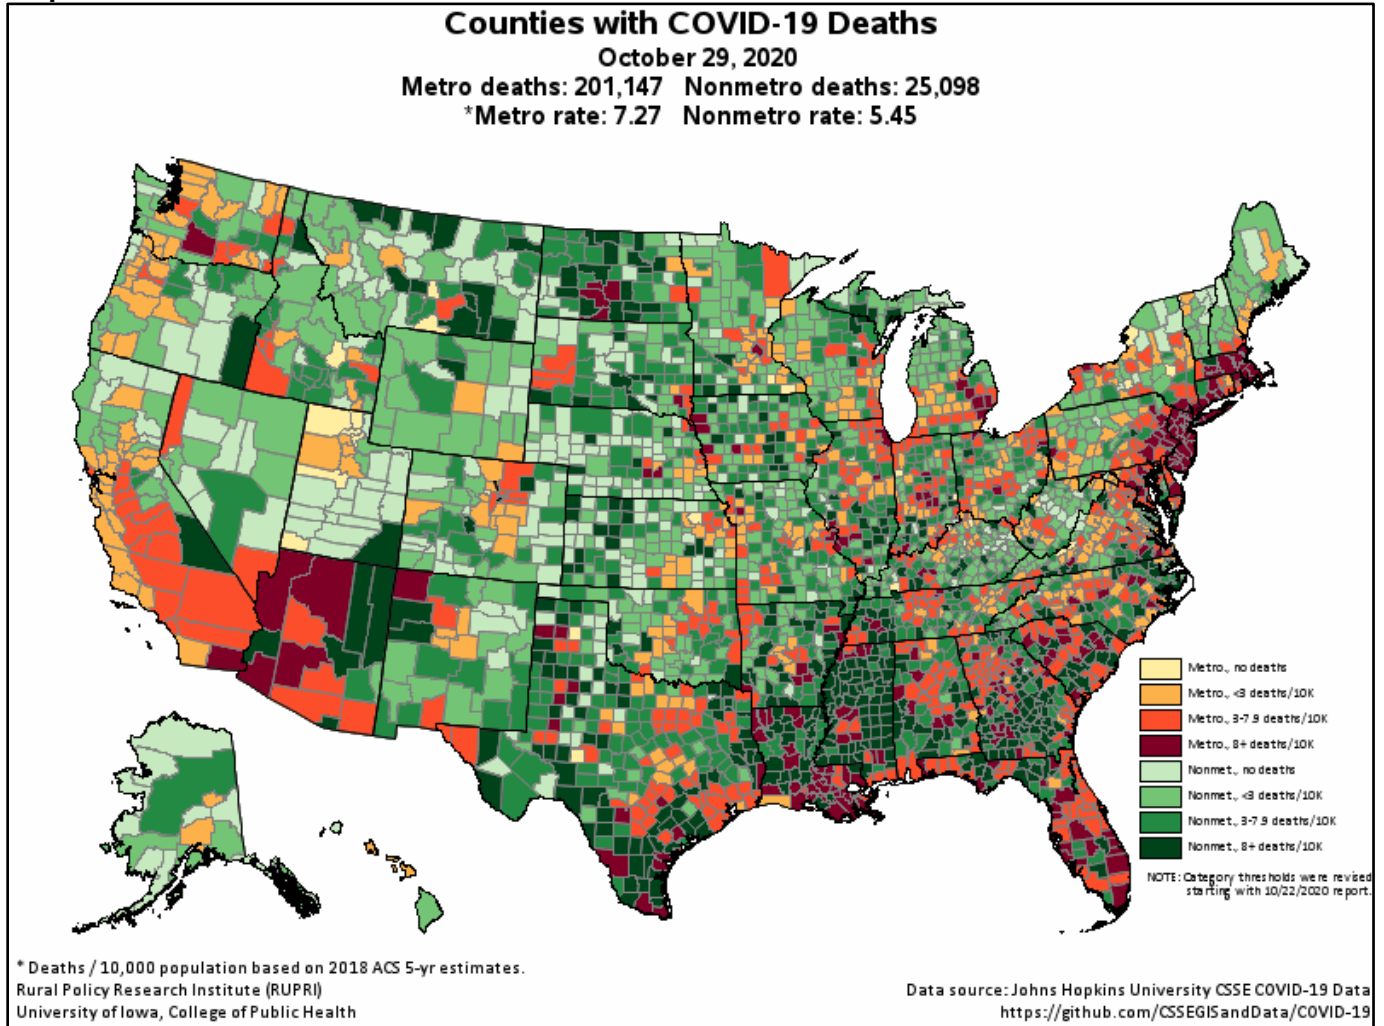 Counties with COVID-19 Deaths
October 29, 2020
Metro deaths: 201,147 Nonmetro deaths: 25,098
*Metro rate: 7.27 Nonmetro rate: 5.45
Metro., no deaths
Metro., <3 deaths/10K
Metro., 3-7.9 deaths/10K
Metro., 8+ deaths/10K
Nonmet., no deaths
Nonmet., <3 deaths/10K
Nonmet., 3-7.9 deaths/10K
Nonmet., 8+ deaths/10K
NOTE: Category thresholds were revised
starting with 10/22/2020 report.
* Deaths / 10,000 population based on 2018 ACS 5-yr estimates.
Rural Policy Research Institute (RUPRI)
University of Iowa, College of Public Health
Data source: Johns Hopkins University CSSE COVID-19 Data
https://github.com/CSSEGISandData/COVID-19